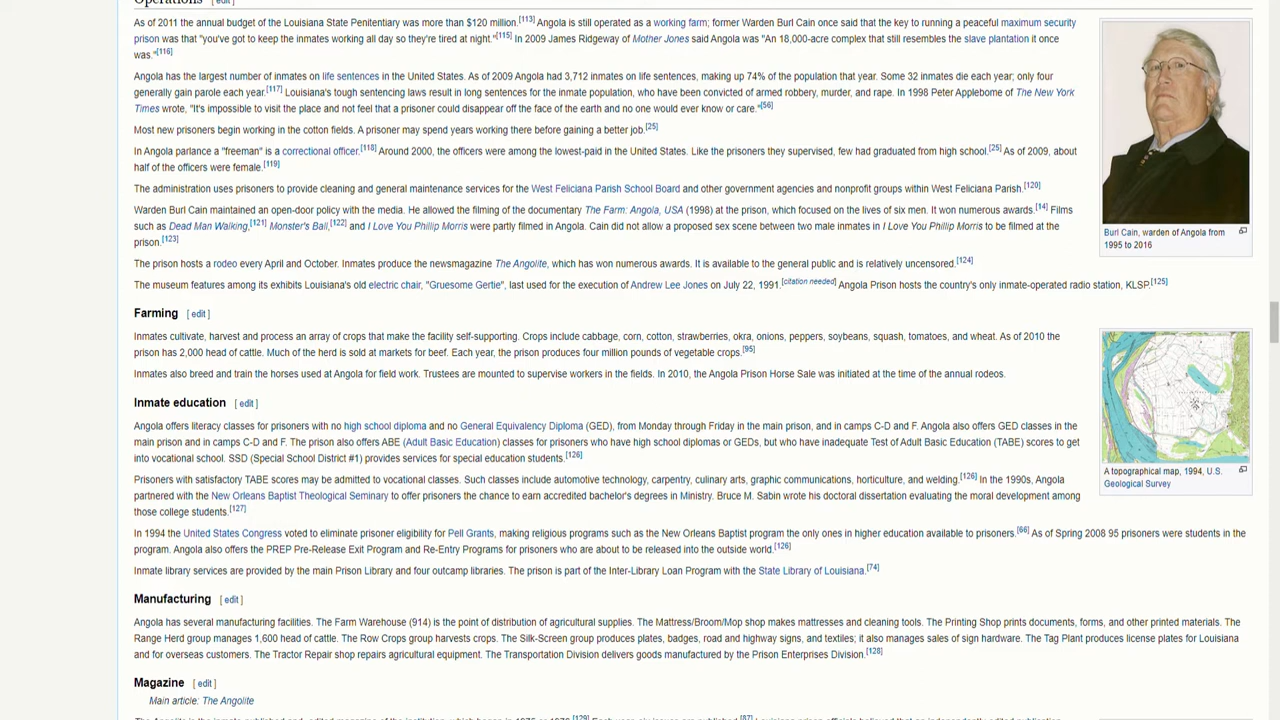 Operations [ edit ]
As of 2011 the annual budget of the Louisiana State Penitentiary was more than $120 million.[113] Angola is still operated as a working farm; former Warden Burl Cain once said that the key to running a peaceful maximum security
prison was that "you've got to keep the inmates working all day so they're tired at night."[115] In 2009 James Ridgeway of Mother Jones said Angola was "An 18,000-acre complex that still resembles the slave plantation it once
was."[116]
Angola has the largest number of inmates on life sentences in the United States. As of 2009 Angola had 3,712 inmates on life sentences, making up 74% of the population that year. Some 32 inmates die each year; only four
generally gain parole each year.[117] Louisiana's tough sentencing laws result in long sentences for the inmate population, who have been convicted of armed robbery, murder, and rape. In 1998 Peter Applebome of The New York
Times wrote, "It's impossible to visit the place and not feel that a prisoner could disappear off the face of the earth and no one would ever know or care."[56]
Most new prisoners begin working in the cotton fields. A prisoner may spend years working there before gaining a better job.[25]
In Angola parlance a "freeman" is a correctional officer.[118] Around 2000, the officers were among the lowest-paid in the United States. Like the prisoners they supervised, few had graduated from high school.[25] As of 2009, about
half of the officers were female.[119]
The administration uses prisoners to provide cleaning and general maintenance services for the West Feliciana Parish School Board and other government agencies and nonprofit groups within West Feliciana Parish.[120]
Warden Burl Cain maintained an open-door policy with the media. He allowed the filming of the documentary The Farm: Angola, USA (1998) at the prison, which focused on the lives of six men. It won numerous awards.[14] Films
such as Dead Man Walking,[121] Monster's Ball,[122] and I Love You Phillip Morris were partly filmed in Angola. Cain did not allow a proposed sex scene between two male inmates in I Love You Phillip Morris to be filmed at the
prison.[123]
Burl Cain, warden of Angola from
1995 to 2016
The prison hosts a rodeo every April and October. Inmates produce the newsmagazine The Angolite, which has won numerous awards. It is available to the general public and is relatively uncensored.[124]
The museum features among its exhibits Louisiana's old electric chair, "Gruesome Gertie", last used for the execution of Andrew Lee Jones on July 22, 1991.[citation needed] Angola Prison hosts the country's only inmate-operated radio station, KLSP.[125]
Farming [ edit ]
Inmates cultivate, harvest and process an array of crops that make the facility self-supporting. Crops include cabbage, corn, cotton, strawberries, okra, onions, peppers, soybeans, squash, tomatoes, and wheat. As of 2010 the
prison has 2,000 head of cattle. Much of the herd is sold at markets for beef. Each year, the prison produces four million pounds of vegetable crops.[95]
Inmates also breed and train the horses used at Angola for field work. Trustees are mounted to supervise workers in the fields. In 2010, the Angola Prison Horse Sale was initiated at the time of the annual rodeos.
Inmate education [ edit ]
Angola offers literacy classes for prisoners with no high school diploma and no General Equivalency Diploma (GED), from Monday through Friday in the main prison, and in camps C-D and F. Angola also offers GED classes in the
main prison and in camps C-D and F. The prison also offers ABE (Adult Basic Education) classes for prisoners who have high school diplomas or GEDs, but who have inadequate Test of Adult Basic Education (TABE) scores to get
into vocational school. SSD (Special School District #1) provides services for special education students.[126]
A topographical map, 1994, U.S.
Geological Survey
Prisoners with satisfactory TABE scores may be admitted to vocational classes. Such classes include automotive technology, carpentry, culinary arts, graphic communications, horticulture, and welding.[126] In the 1990s, Angola
partnered with the New Orleans Baptist Theological Seminary to offer prisoners the chance to earn accredited bachelor's degrees in Ministry. Bruce M. Sabin wrote his doctoral dissertation evaluating the moral development among
those college students.[127]
In 1994 the United States Congress voted to eliminate prisoner eligibility for Pell Grants, making religious programs such as the New Orleans Baptist program the only ones in higher education available to prisoners.[66] As of Spring 2008 95 prisoners were students in the
program. Angola also offers the PREP Pre-Release Exit Program and Re-Entry Programs for prisoners who are about to be released into the outside world.[126]
Inmate library services are provided by the main Prison Library and four outcamp libraries. The prison is part of the Inter-Library Loan Program with the State Library of Louisiana.[74]
Manufacturing [ edit ]
Angola has several manufacturing facilities. The Farm Warehouse (914) is the point of distribution of agricultural supplies. The Mattress/Broom/Mop shop makes mattresses and cleaning tools. The Printing Shop prints documents, forms, and other printed materials. The
Range Herd group manages 1,600 head of cattle. The Row Crops group harvests crops. The Silk-Screen group produces plates, badges, road and highway signs, and textiles; it also manages sales of sign hardware. The Tag Plant produces license plates for Louisiana
and for overseas customers. The Tractor Repair shop repairs agricultural equipment. The Transportation Division delivers goods manufactured by the Prison Enterprises Division.[128]
Magazine [ edit ]
Main article: The Angolite